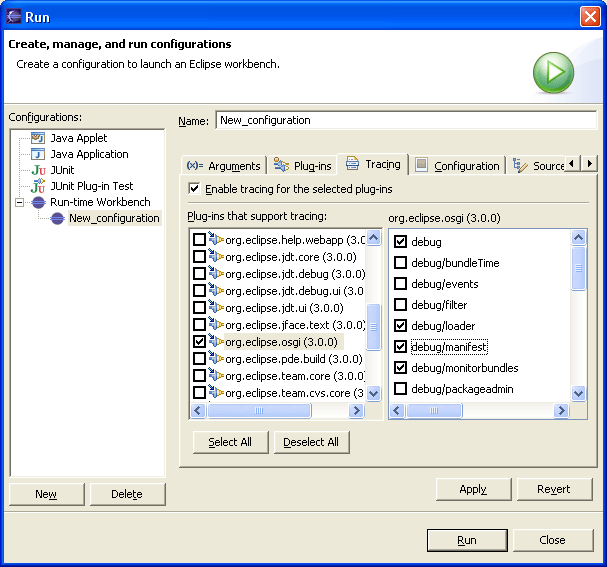 Run
Create, manage, and run configurations
Create a configuration to launch an Eclipse workbench.
Configurations:
Java Applet
Java Application
JUnit
JUnit Plug-in Test
Run-time Workbench
New_configuration
New
Delete
Name: New_configuration
(x)= Arguments
Plug-ins
Tracing
Configuration
Source
Enable tracing for the selected plug-ins
Plug-ins that support tracing:
org.eclipse.help.webapp (3.0
org.eclipse.jdt.core (3.0.0)
org.eclipse.jdt.debug (3.0.0)
org.eclipse.jdt.debug.ui (3.0
org.eclipse.jdt.ui (3.0.0)
org.eclipse.jface.text (3.0.0
org.eclipse.osgi (3.0.0)
org.eclipse.pde.build (3.0.0)
org.eclipse.team.core (3.0.0
org.eclipse.team.cvs.core (3
org.eclipse.osgi (3.0.0)
debug
debug/bundleTime
debug/events
debug/filter
debug/loader
debug/manifest
debug/monitorbundles
debug/packageadmin
Select All
Deselect All
Apply
Revert
Run
Close